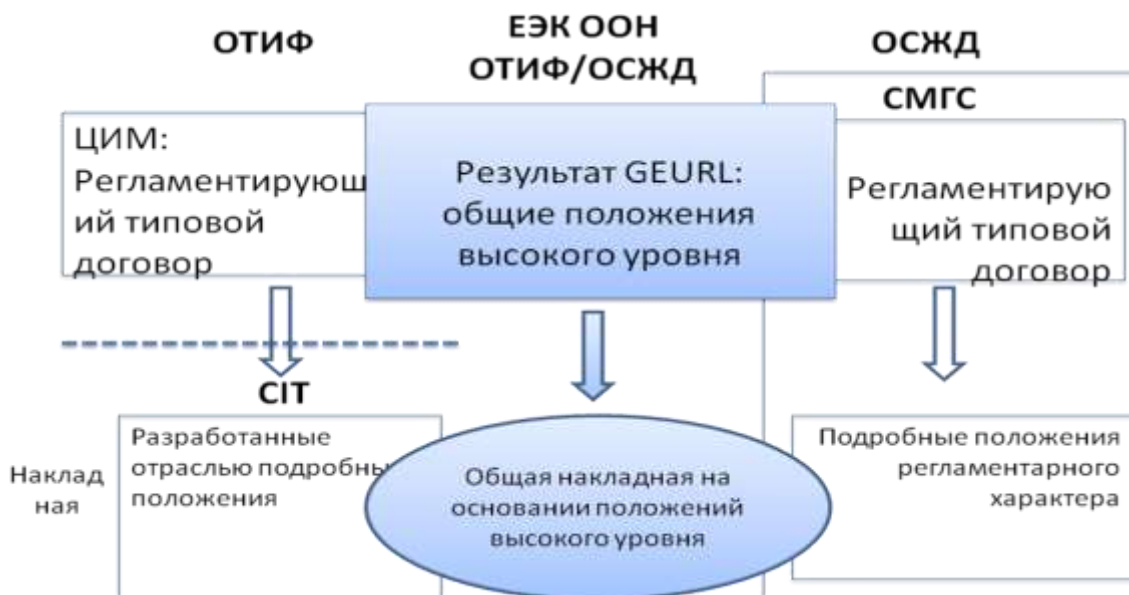 ОТИФ
ЕЭК ООН
ОТИФ/ОСЖД
ОСЖД
СМГС
ЦИМ:
Регламентирующ
ий типовой
договор
Результат GEURL:
общие положения
высокого уровня
Регламентирую
щий типовой
договор
CIT
Наклад
ная
Разработанные
отраслью подробны
положения
Общая накладная на
основании положений
высокого уровня
Подробные положения
регламентарного
характера